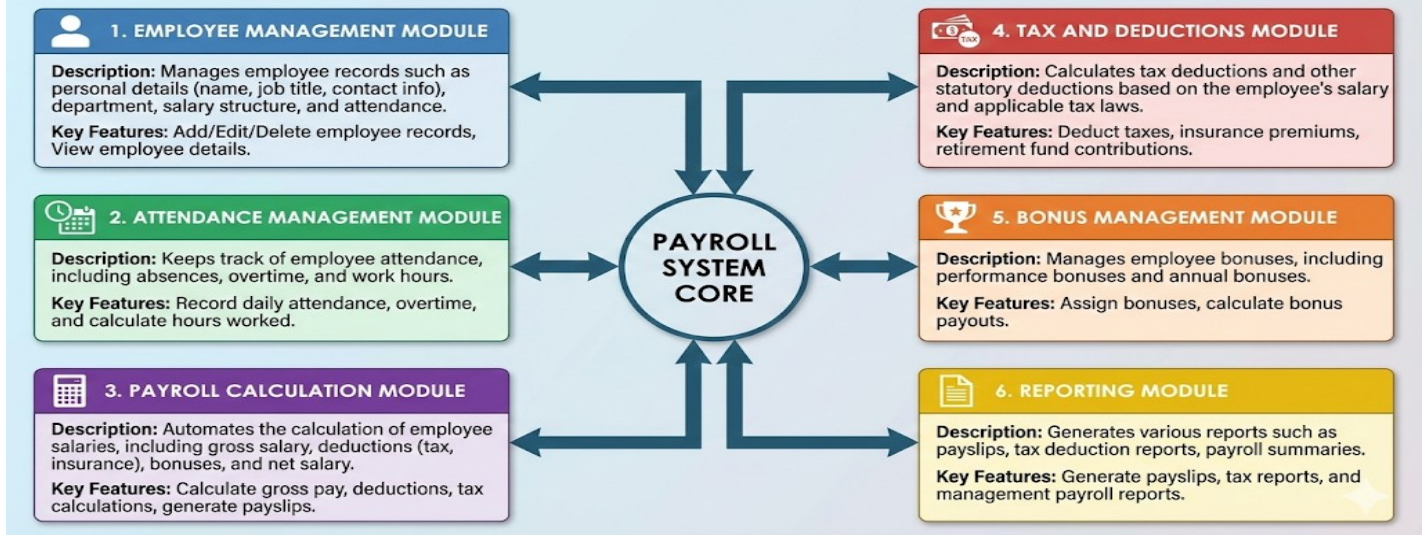 1. EMPLOYEE MANAGEMENT MODULE
Description: Manages employee records such as
personal details (name, job title, contact info),
department, salary structure, and attendance.
Key Features: Add/Edit/Delete employee records,
View employee details.
2. ATTENDANCE MANAGEMENT MODULE
Description: Keeps track of employee attendance,
including absences, overtime, and work hours.
Key Features: Record daily attendance, overtime,
and calculate hours worked.
3. PAYROLL CALCULATION MODULE
Description: Automates the calculation of employee
salaries, including gross salary, deductions (tax,
insurance), bonuses, and net salary.
Key Features: Calculate gross pay, deductions, tax
calculations, generate payslips.
PAYROLL
SYSTEM
CORE
$ TAX
4. TAX AND DEDUCTIONS MODULE
Description: Calculates tax deductions and other
statutory deductions based on the employee's salary
and applicable tax laws.
Key Features: Deduct taxes, insurance premiums,
retirement fund contributions.
5. BONUS MANAGEMENT MODULE
Description: Manages employee bonuses, including
performance bonuses and annual bonuses.
Key Features: Assign bonuses, calculate bonus
payouts.
6. REPORTING MODULE
Description: Generates various reports such as
payslips, tax deduction reports, payroll summaries.
Key Features: Generate payslips, tax reports, and
management payroll reports.